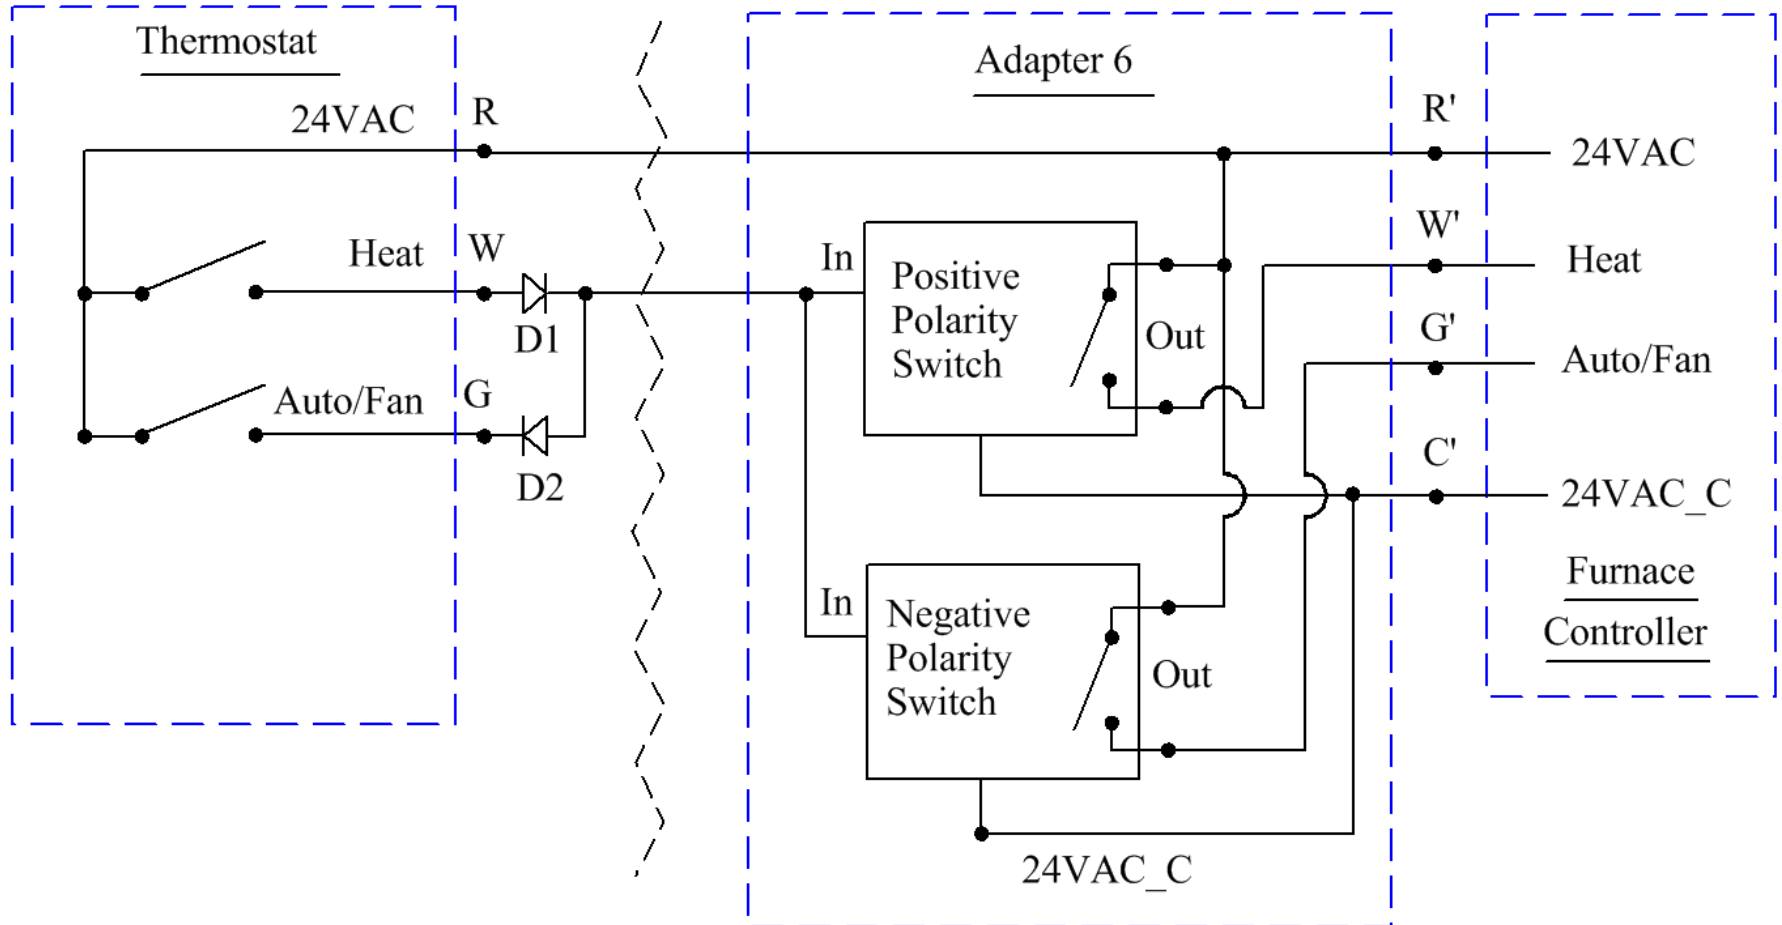 Thermostat
Adapter 6
24VAC
R
R'
24VAC
Heat
W
D1
In
Positive
Polarity
Switch
Out
W'
Heat
G'
Auto/Fan
Auto/Fan
G
D2
C'
24VAC_C
In
Negative
Polarity
Switch
Out
Furnace
Controller
24VAC_C